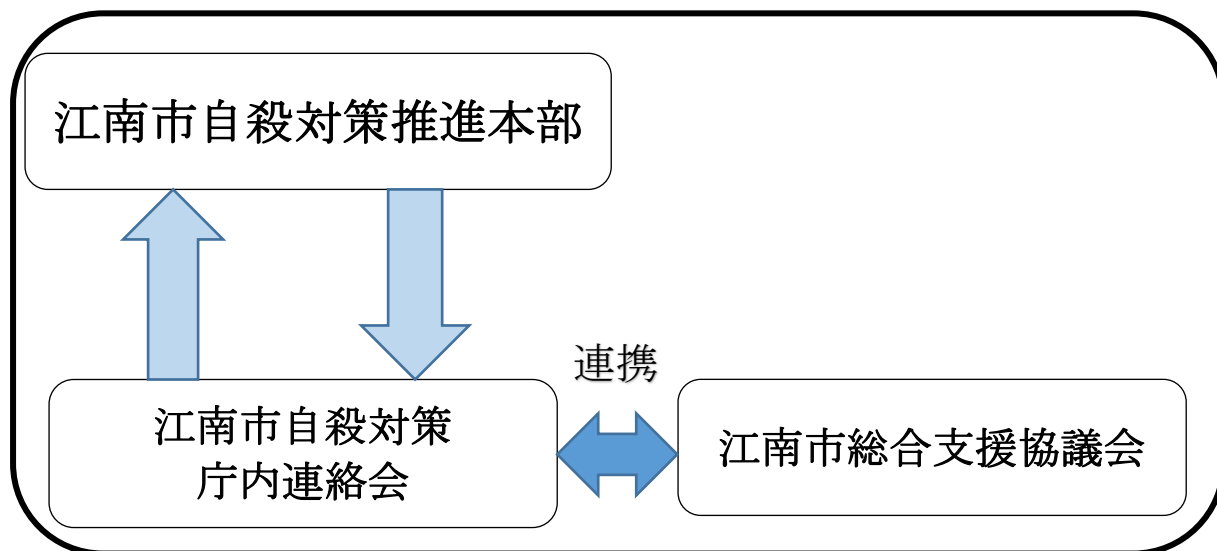 江南市自殺対策推進本部
連携
江南市自殺対策
庁内連絡会
江南市総合支援協議会